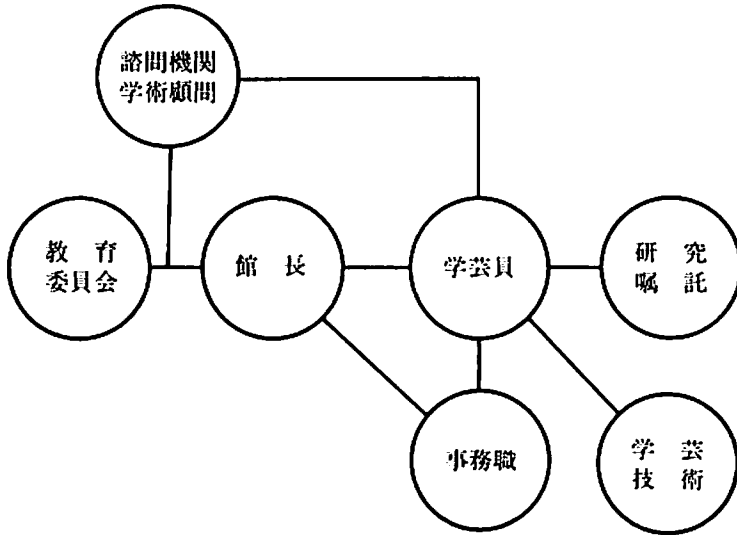 諮問機関
学術顧問
教育
委員会
館長
学芸員
研究
嘱託
事務職
学芸
技術